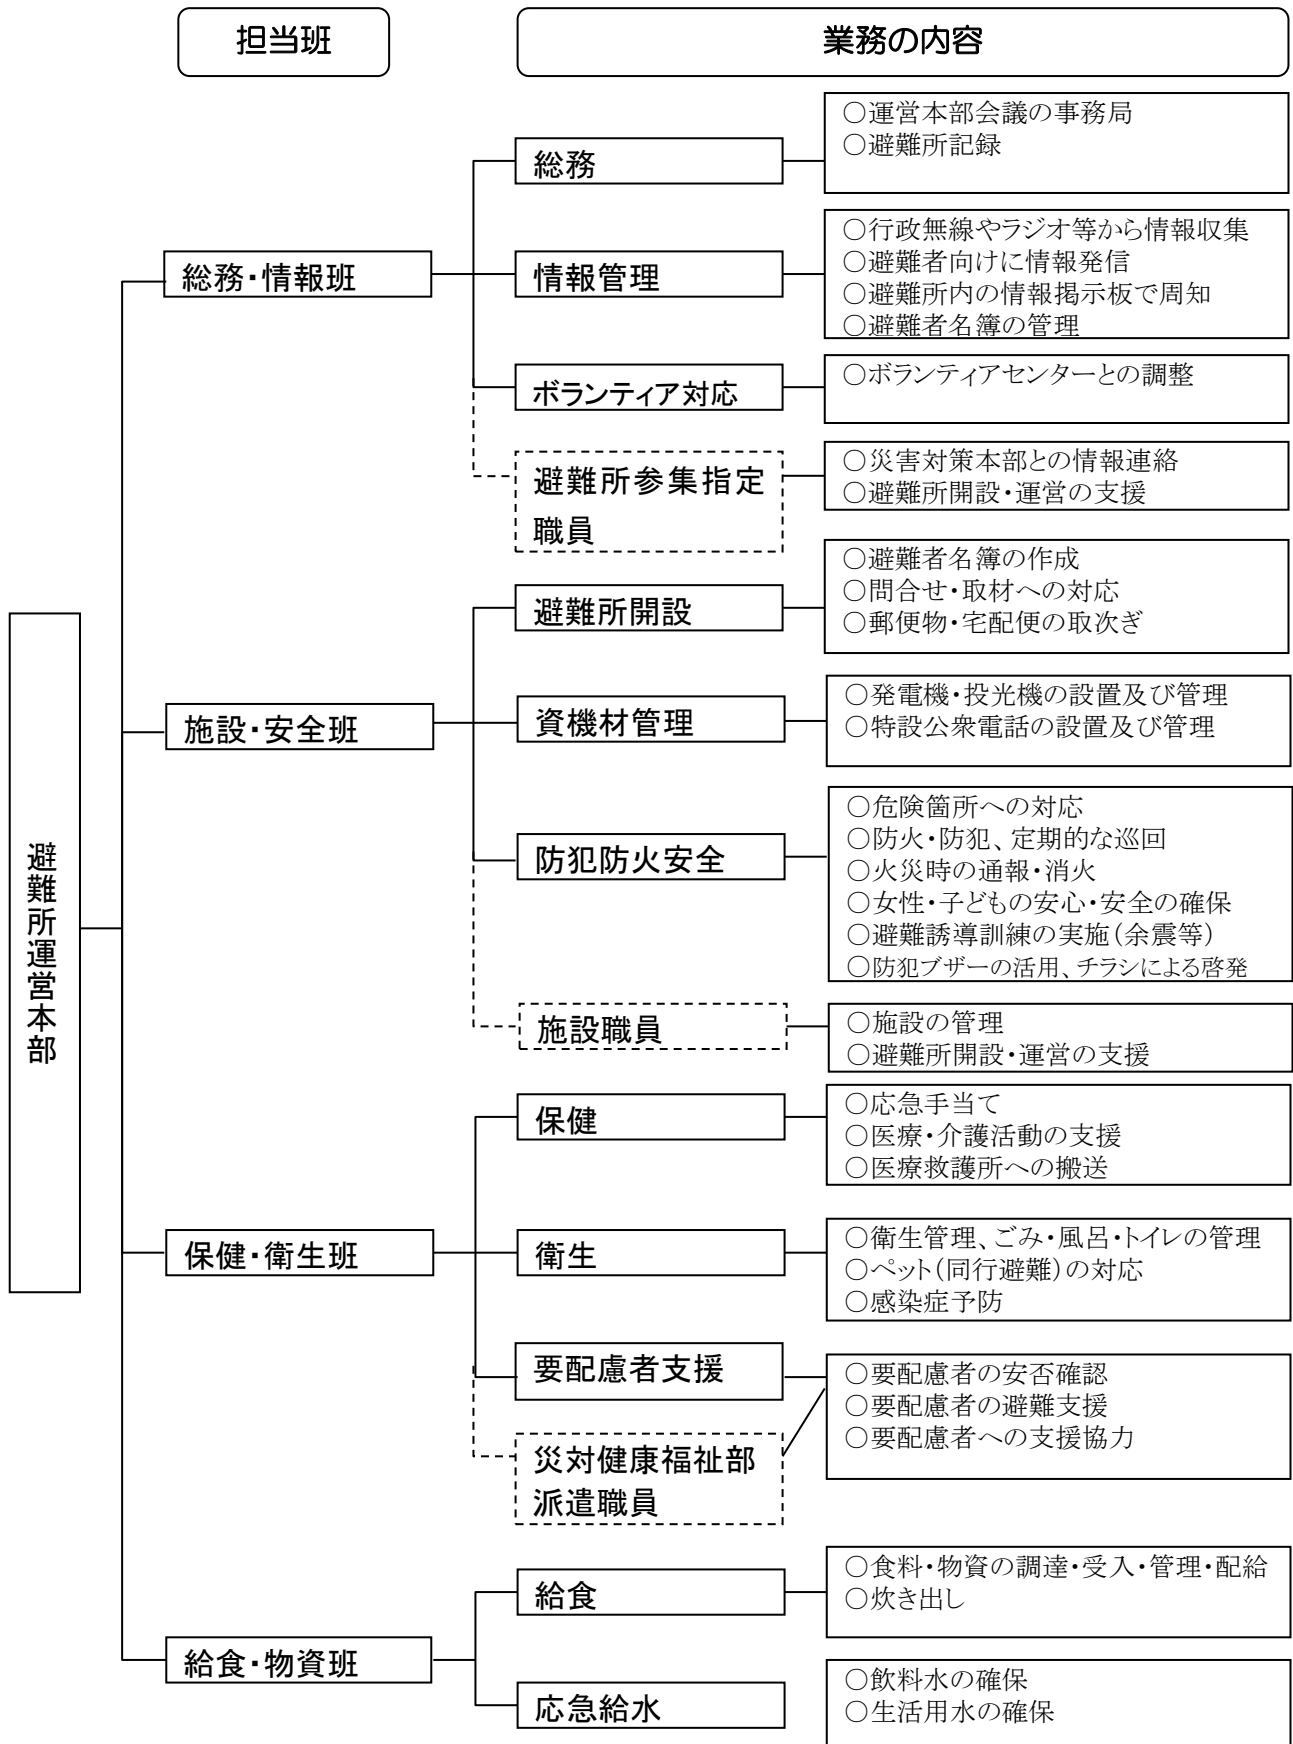 担当班
業務の内容
避難所運営本部
総務・情報班
総務
○運営本部会議の事務局
○避難所記録
情報管理
○行政無線やラジオ等から情報収集
○避難者向けに情報発信
○避難所内の情報掲示板で周知
○避難者名簿の管理
ボランティア対応
○ボランティアセンターとの調整
避難所参集指定
職員
○災害対策本部との情報連絡
○避難所開設・運営の支援
施設・安全班
避難所開設
○避難者名簿の作成
○問合せ・取材への対応
○郵便物・宅配便の取次ぎ
資機材管理
○発電機・投光機の設置及び管理
○特設公衆電話の設置及び管理
防犯防火安全
○危険箇所への対応
○防火・防犯、定期的な巡回
○火災時の通報・消火
○女性・子どもの安心・安全の確保
○避難誘導訓練の実施(余震等)
○防犯ブザーの活用、チラシによる啓発
施設職員
○施設の管理
○避難所開設・運営の支援
保健・衛生班
保健
○応急手当て
○医療・介護活動の支援
○医療救護所への搬送
衛生
○衛生管理、ごみ・風呂・トイレの管理
○ペット(同行避難)の対応
○感染症予防
要配慮者支援
○要配慮者の安否確認
○要配慮者の避難支援
○要配慮者への支援協力
災対健康福祉部
派遣職員
給食・物資班
給食
○食料・物資の調達・受入・管理・配給
○炊き出し
応急給水
○飲料水の確保
○生活用水の確保